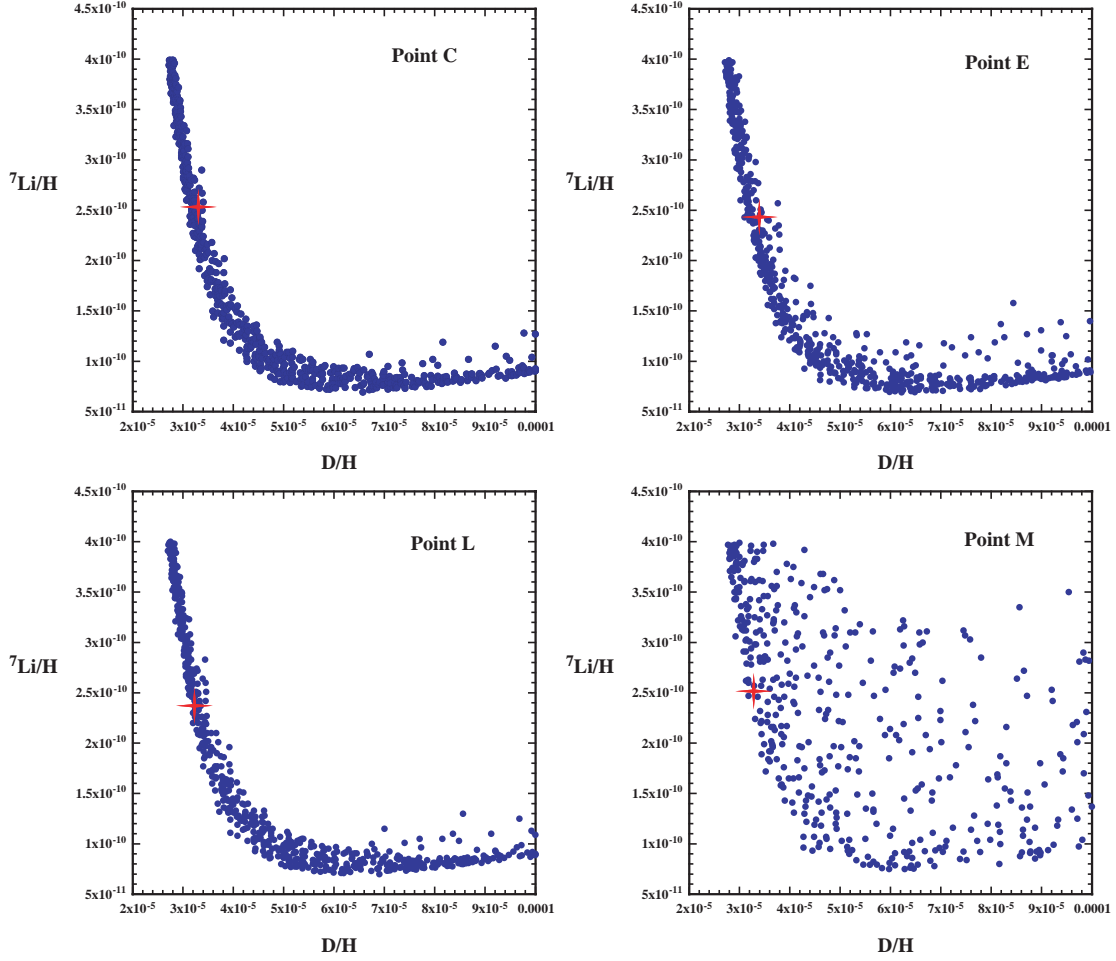 4.5x10⁻¹⁰
4x10⁻¹⁰
3.5x10⁻¹⁰
3x10⁻¹⁰
2.5x10⁻¹⁰
2x10⁻¹⁰
1.5x10⁻¹⁰
1x10⁻¹⁰
5x10⁻¹¹
⁷Li/H
Point C
2x10⁻⁵ 3x10⁻⁵ 4x10⁻⁵ 5x10⁻⁵ 6x10⁻⁵ 7x10⁻⁵ 8x10⁻⁵ 9x10⁻⁵ 0.0001
D/H
4.5x10⁻¹⁰
4x10⁻¹⁰
3.5x10⁻¹⁰
3x10⁻¹⁰
2.5x10⁻¹⁰
2x10⁻¹⁰
1.5x10⁻¹⁰
1x10⁻¹⁰
5x10⁻¹¹
⁷Li/H
Point E
2x10⁻⁵ 3x10⁻⁵ 4x10⁻⁵ 5x10⁻⁵ 6x10⁻⁵ 7x10⁻⁵ 8x10⁻⁵ 9x10⁻⁵ 0.0001
D/H
4.5x10⁻¹⁰
4x10⁻¹⁰
3.5x10⁻¹⁰
3x10⁻¹⁰
2.5x10⁻¹⁰
2x10⁻¹⁰
1.5x10⁻¹⁰
1x10⁻¹⁰
5x10⁻¹¹
⁷Li/H
Point L
2x10⁻⁵ 3x10⁻⁵ 4x10⁻⁵ 5x10⁻⁵ 6x10⁻⁵ 7x10⁻⁵ 8x10⁻⁵ 9x10⁻⁵ 0.0001
D/H
4.5x10⁻¹⁰
4x10⁻¹⁰
3.5x10⁻¹⁰
3x10⁻¹⁰
2.5x10⁻¹⁰
2x10⁻¹⁰
1.5x10⁻¹⁰
1x10⁻¹⁰
5x10⁻¹¹
⁷Li/H
Point M
2x10⁻⁵ 3x10⁻⁵ 4x10⁻⁵ 5x10⁻⁵ 6x10⁻⁵ 7x10⁻⁵ 8x10⁻⁵ 9x10⁻⁵ 0.0001
D/H